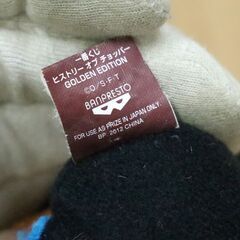 一番くじ
ヒストリー オブ チョッパー
GOLDEN EDITION
©O/S・F・T
BANPRESTO
FOR USE AS PRIZE IN JAPAN ONLY.
BP 2012 CHINA